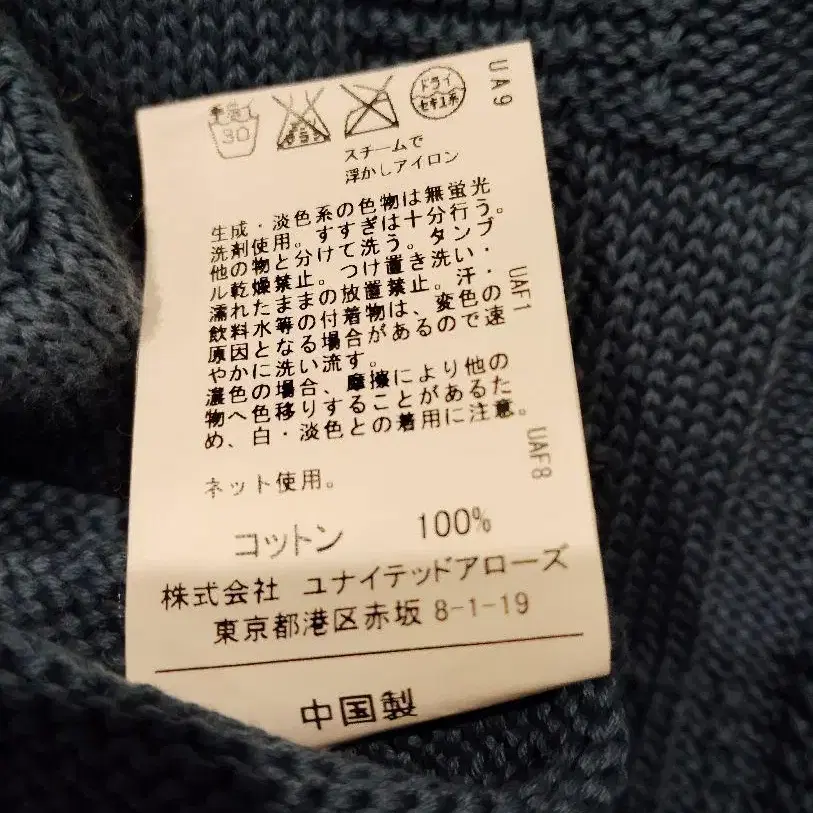 手洗イ
30
エンソサラシ
ドライ
セキユ系
UA9
スチームで
浮かしアイロン
生成・淡色系の色物は無蛍光
洗剤使用。すすぎは十分行う。
他の物と分けて洗う。タンブ
ル乾燥禁止。つけ置き洗い・
濡れたままの放置禁止。汗・
飲料水等の付着物は、変色の
原因となる場合があるので速
やかに洗い流す。
濃色の場合、摩擦により他の
物へ色移りすることがあるた
め、白・淡色との着用に注意。
UAF1
UAF8
ネット使用。
コットン 100%
株式会社 ユナイテッドアローズ
東京都港区赤坂 8-1-19
中国製